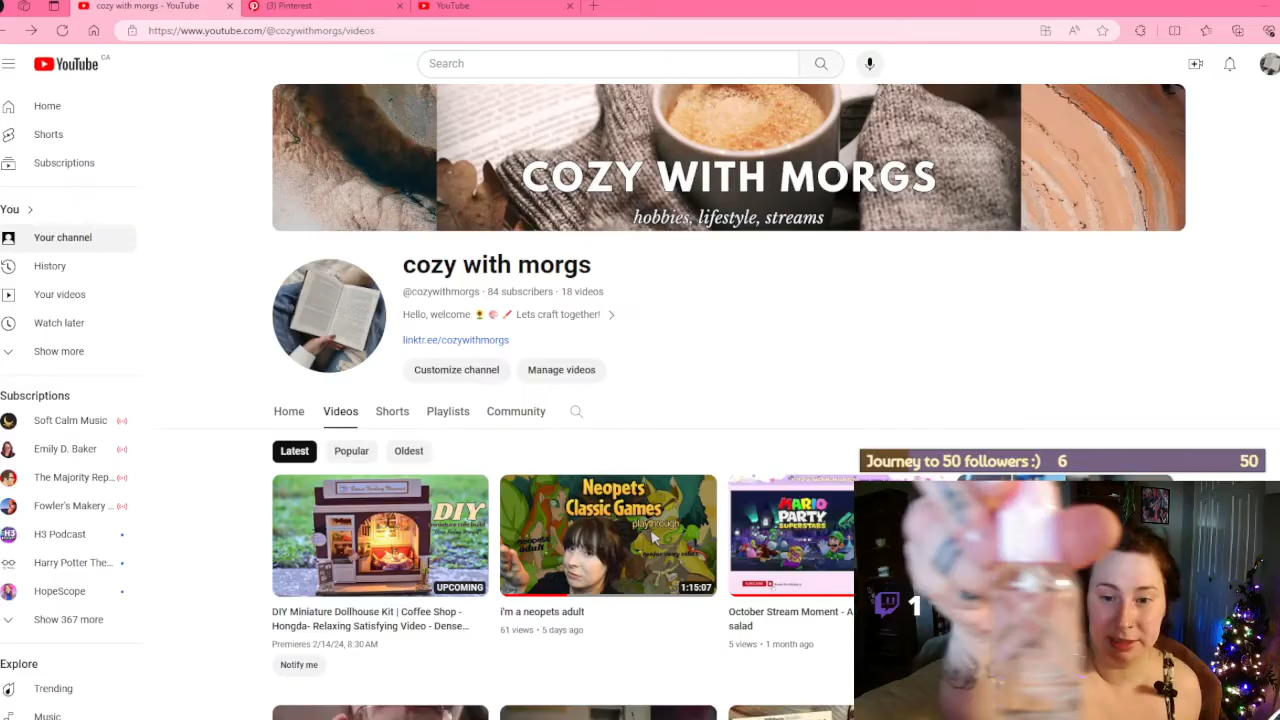 cozy with morgs - YouTube
(3) Pinterest
YouTube
https://www.youtube.com/@cozywithmorgs/videos
YouTube CA
Search
Home
Shorts
Subscriptions
You
Your channel
History
Your videos
Watch later
Show more
Subscriptions
Soft Calm Music
Emily D. Baker
The Majority Rep...
Fowler's Makery ...
H3 Podcast
Harry Potter The...
HopeScope
Show 367 more
Explore
Trending
Music
COZY WITH MORGS
hobbies, lifestyle, streams
cozy with morgs
@cozywithmorgs · 84 subscribers · 18 videos
Hello, welcome 🌻 🧠 🖍️ Lets craft together!
linktr.ee/cozywithmorgs
Customize channel
Manage videos
Home
Videos
Shorts
Playlists
Community
Latest
Popular
Oldest
DIY
miniature cafe build
UPCOMING
DIY Miniature Dollhouse Kit | Coffee Shop -
Hongda- Relaxing Satisfying Video - Dense...
Premieres 2/14/24, 8:30 AM
Notify me
Neopets
Classic Games
playthrough
neopets
adult
1:15:07
i'm a neopets adult
61 views • 5 days ago
MARIO
PARTY
SUPERSTARS
October Stream Moment - A
salad
5 views • 1 month ago
Journey to 50 followers :) 6 50
1